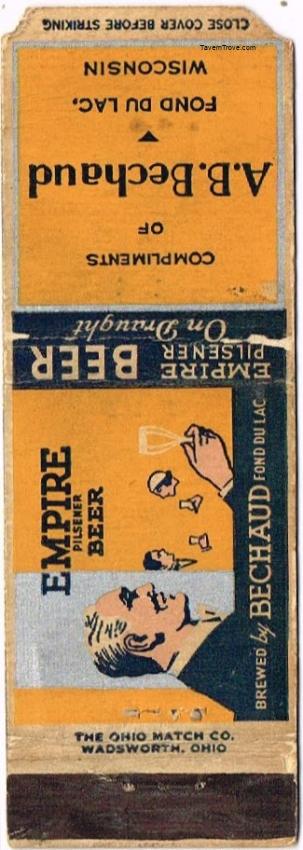 CLOSE COVER BEFORE STRIKING
TavernTrove.com
COMPLIMENTS
OF
A.B. Bechaud
FOND DU LAC,
WISCONSIN
EMPIRE
PILSENER
BEER
On Draught
EMPIRE
PILSENER
BEER
BREWED by BECHAUD FOND DU LAC
THE OHIO MATCH CO.
WADSWORTH, OHIO